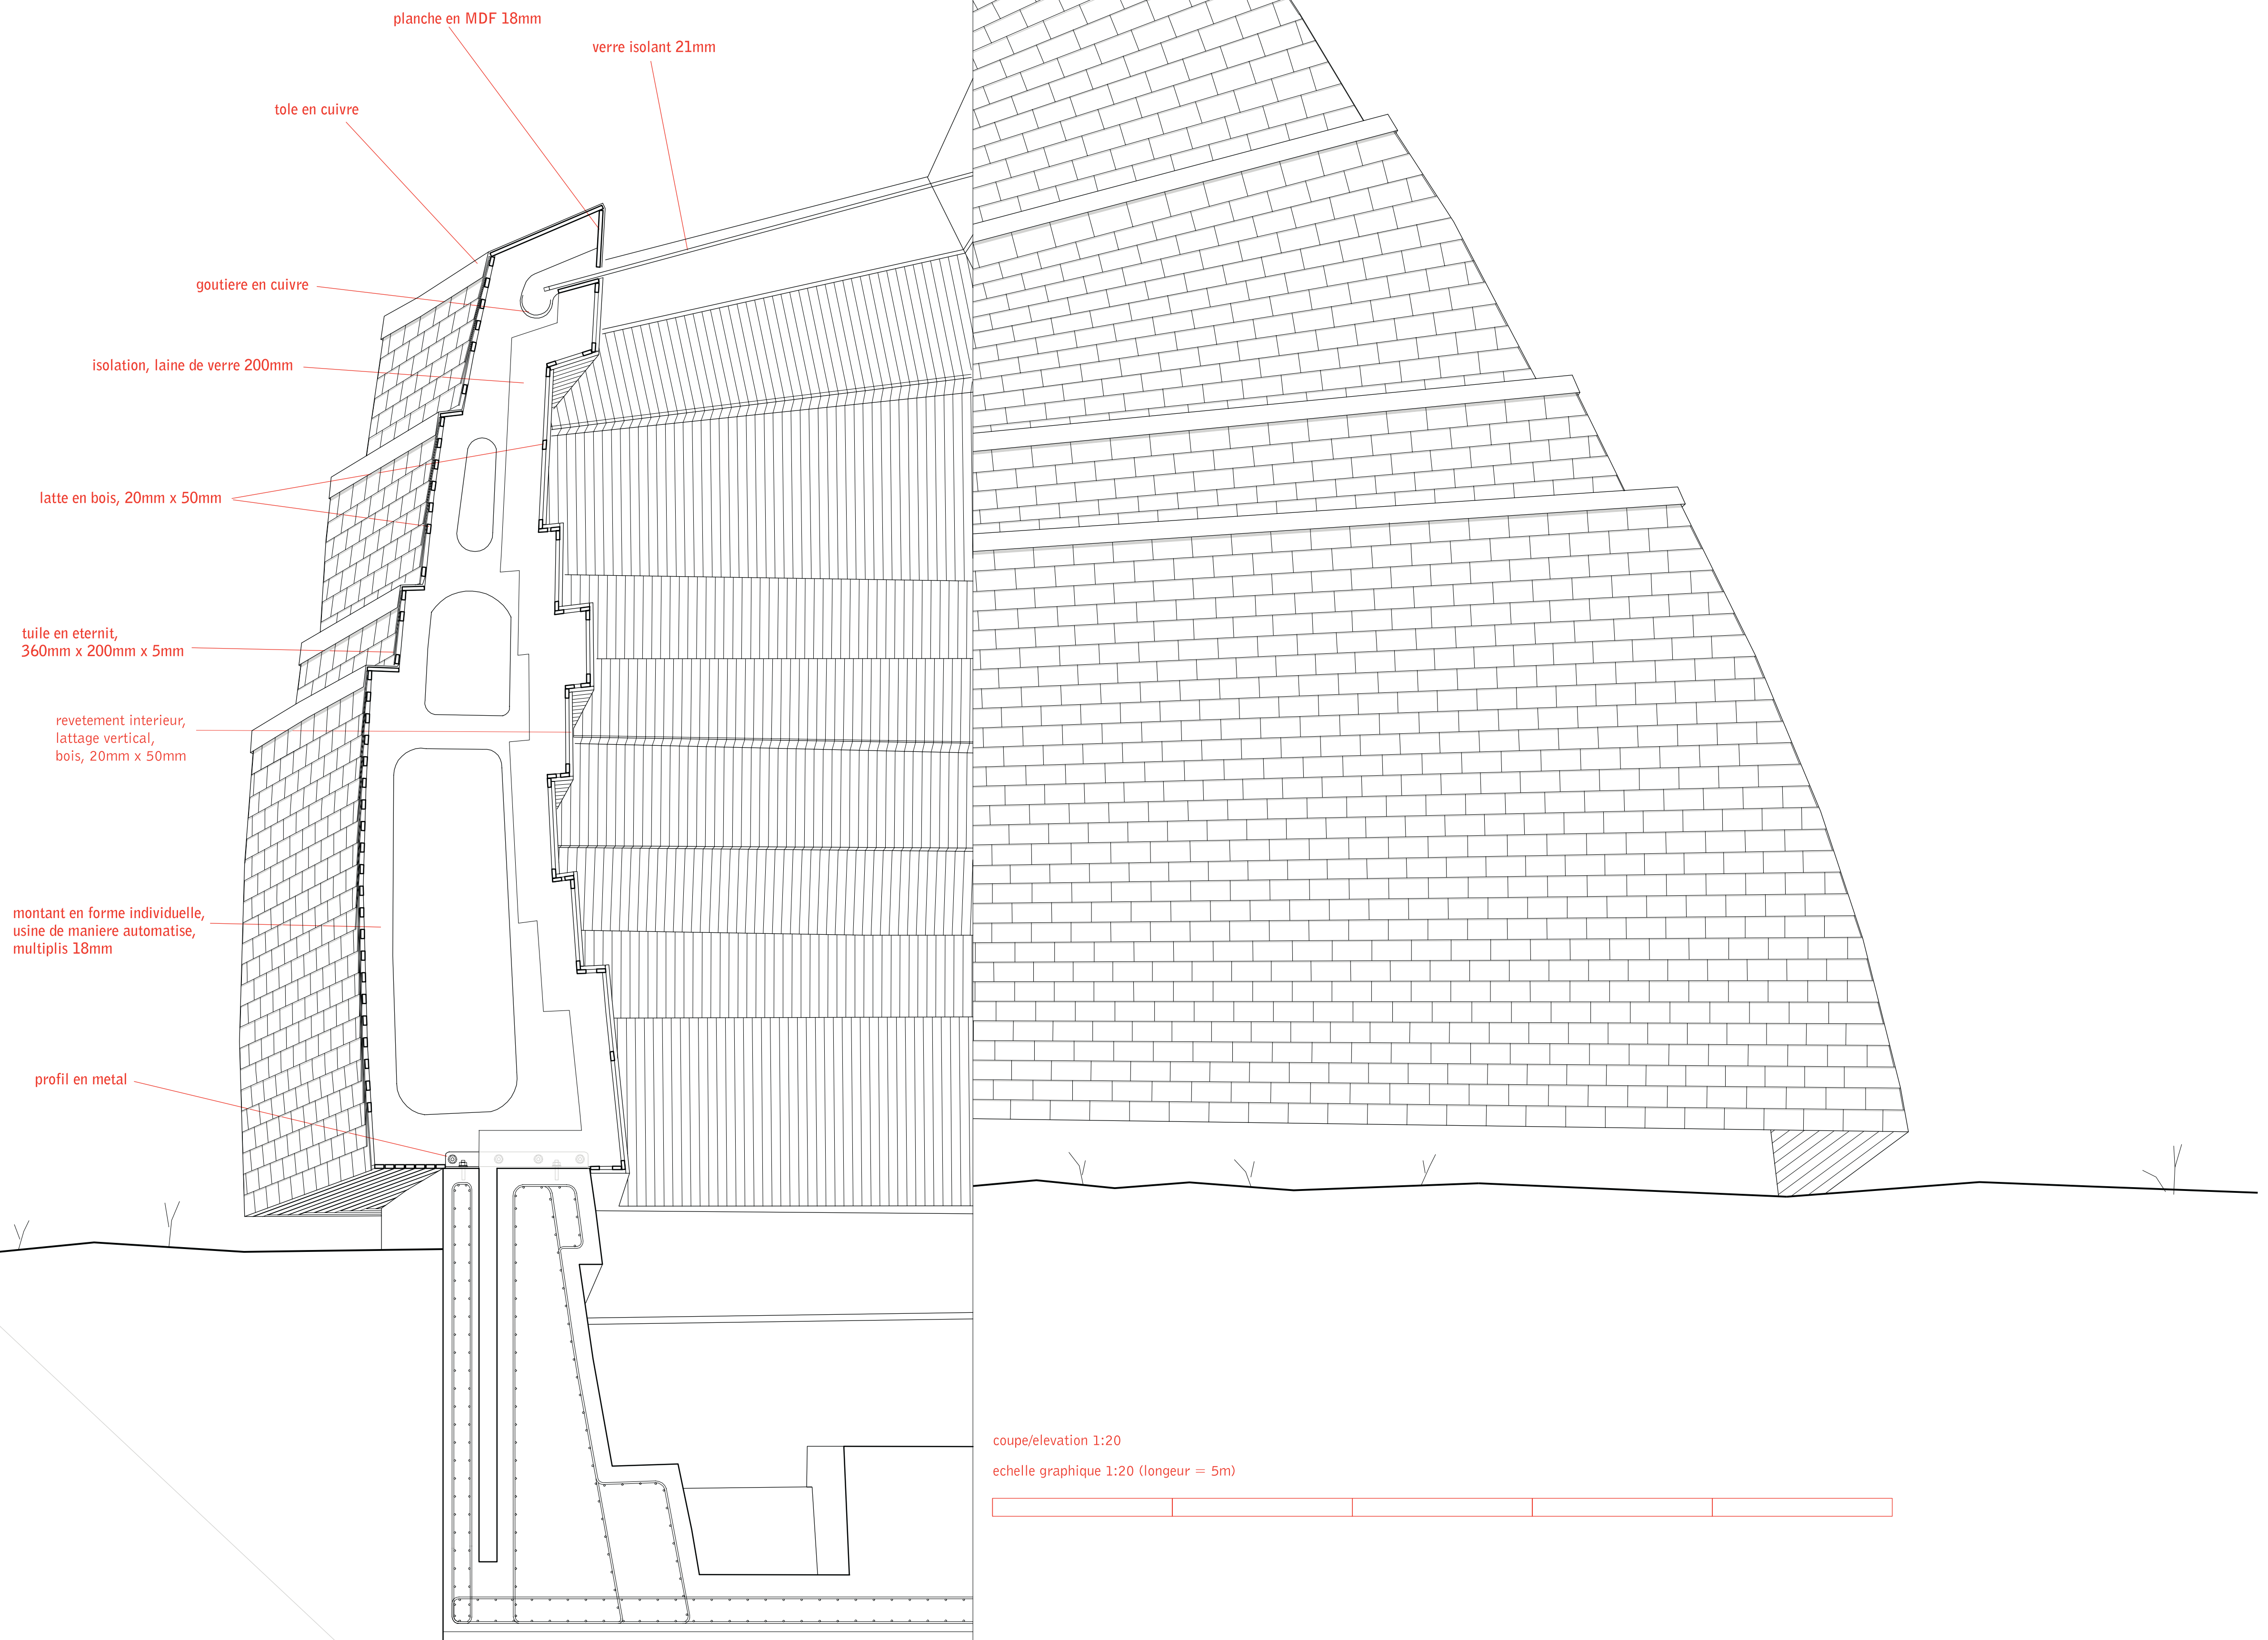 planche en MDF 18mm
verre isolant 21mm
tole en cuivre
goutiere en cuivre
isolation, laine de verre 200mm
latte en bois, 20mm x 50mm
tuile en eternit,
360mm x 200mm x 5mm
revetement interieur,
lattage vertical,
bois, 20mm x 50mm
montant en forme individuelle,
usine de maniere automatise,
multiplis 18mm
profil en metal
coupe/elevation 1:20
echelle graphique 1:20 (longeur = 5m)